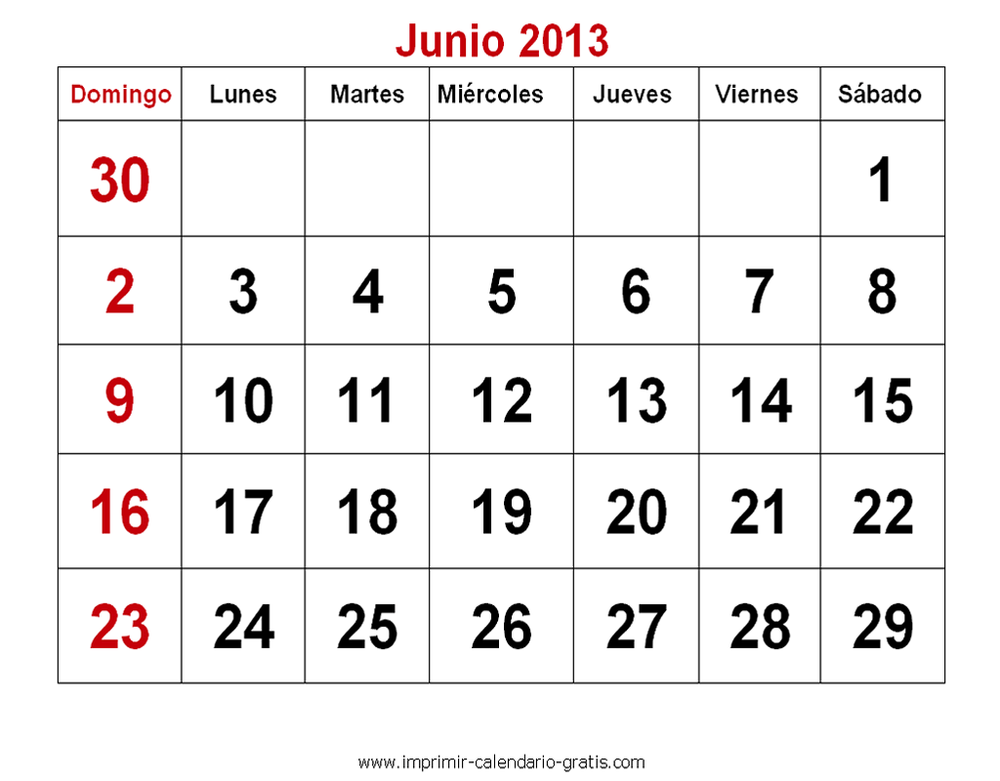 Junio 2013
Domingo Lunes Martes Miércoles Jueves Viernes Sábado
30 1
2 3 4 5 6 7 8
9 10 11 12 13 14 15
16 17 18 19 20 21 22
23 24 25 26 27 28 29
www.imprimir-calendario-gratis.com